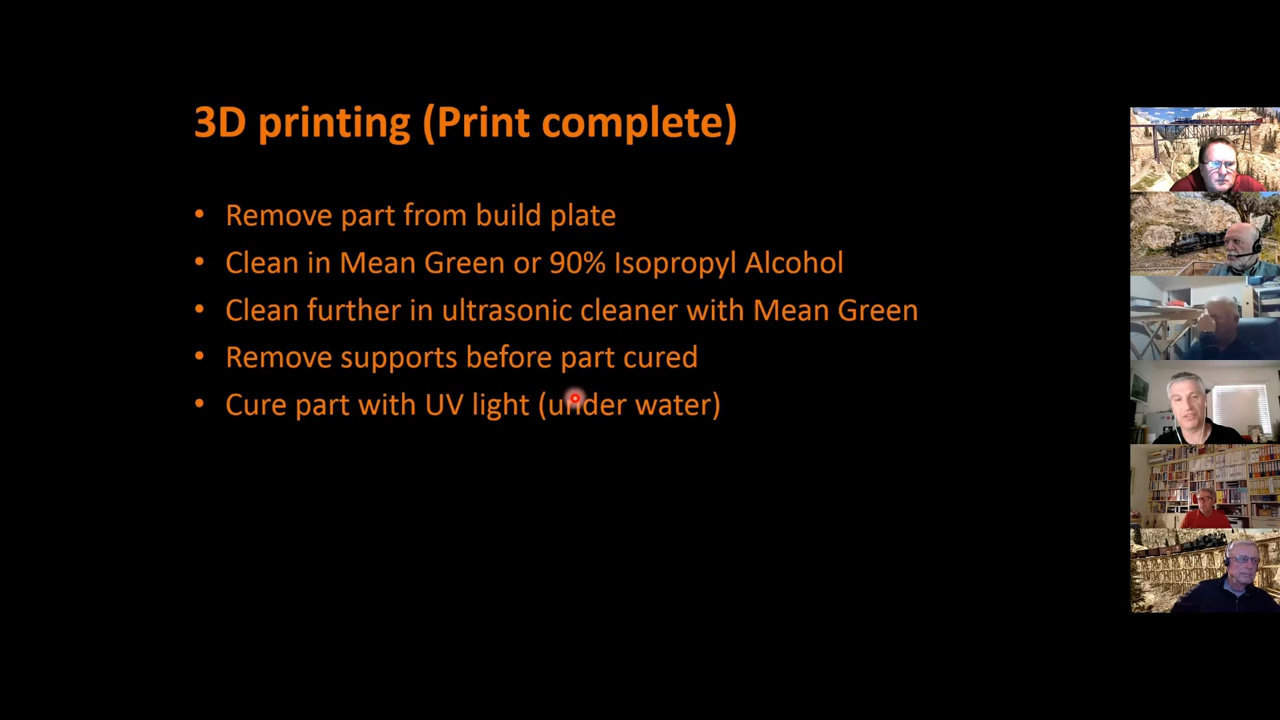 3D printing (Print complete)
• Remove part from build plate
• Clean in Mean Green or 90% Isopropyl Alcohol
• Clean further in ultrasonic cleaner with Mean Green
• Remove supports before part cured
• Cure part with UV light (under water)